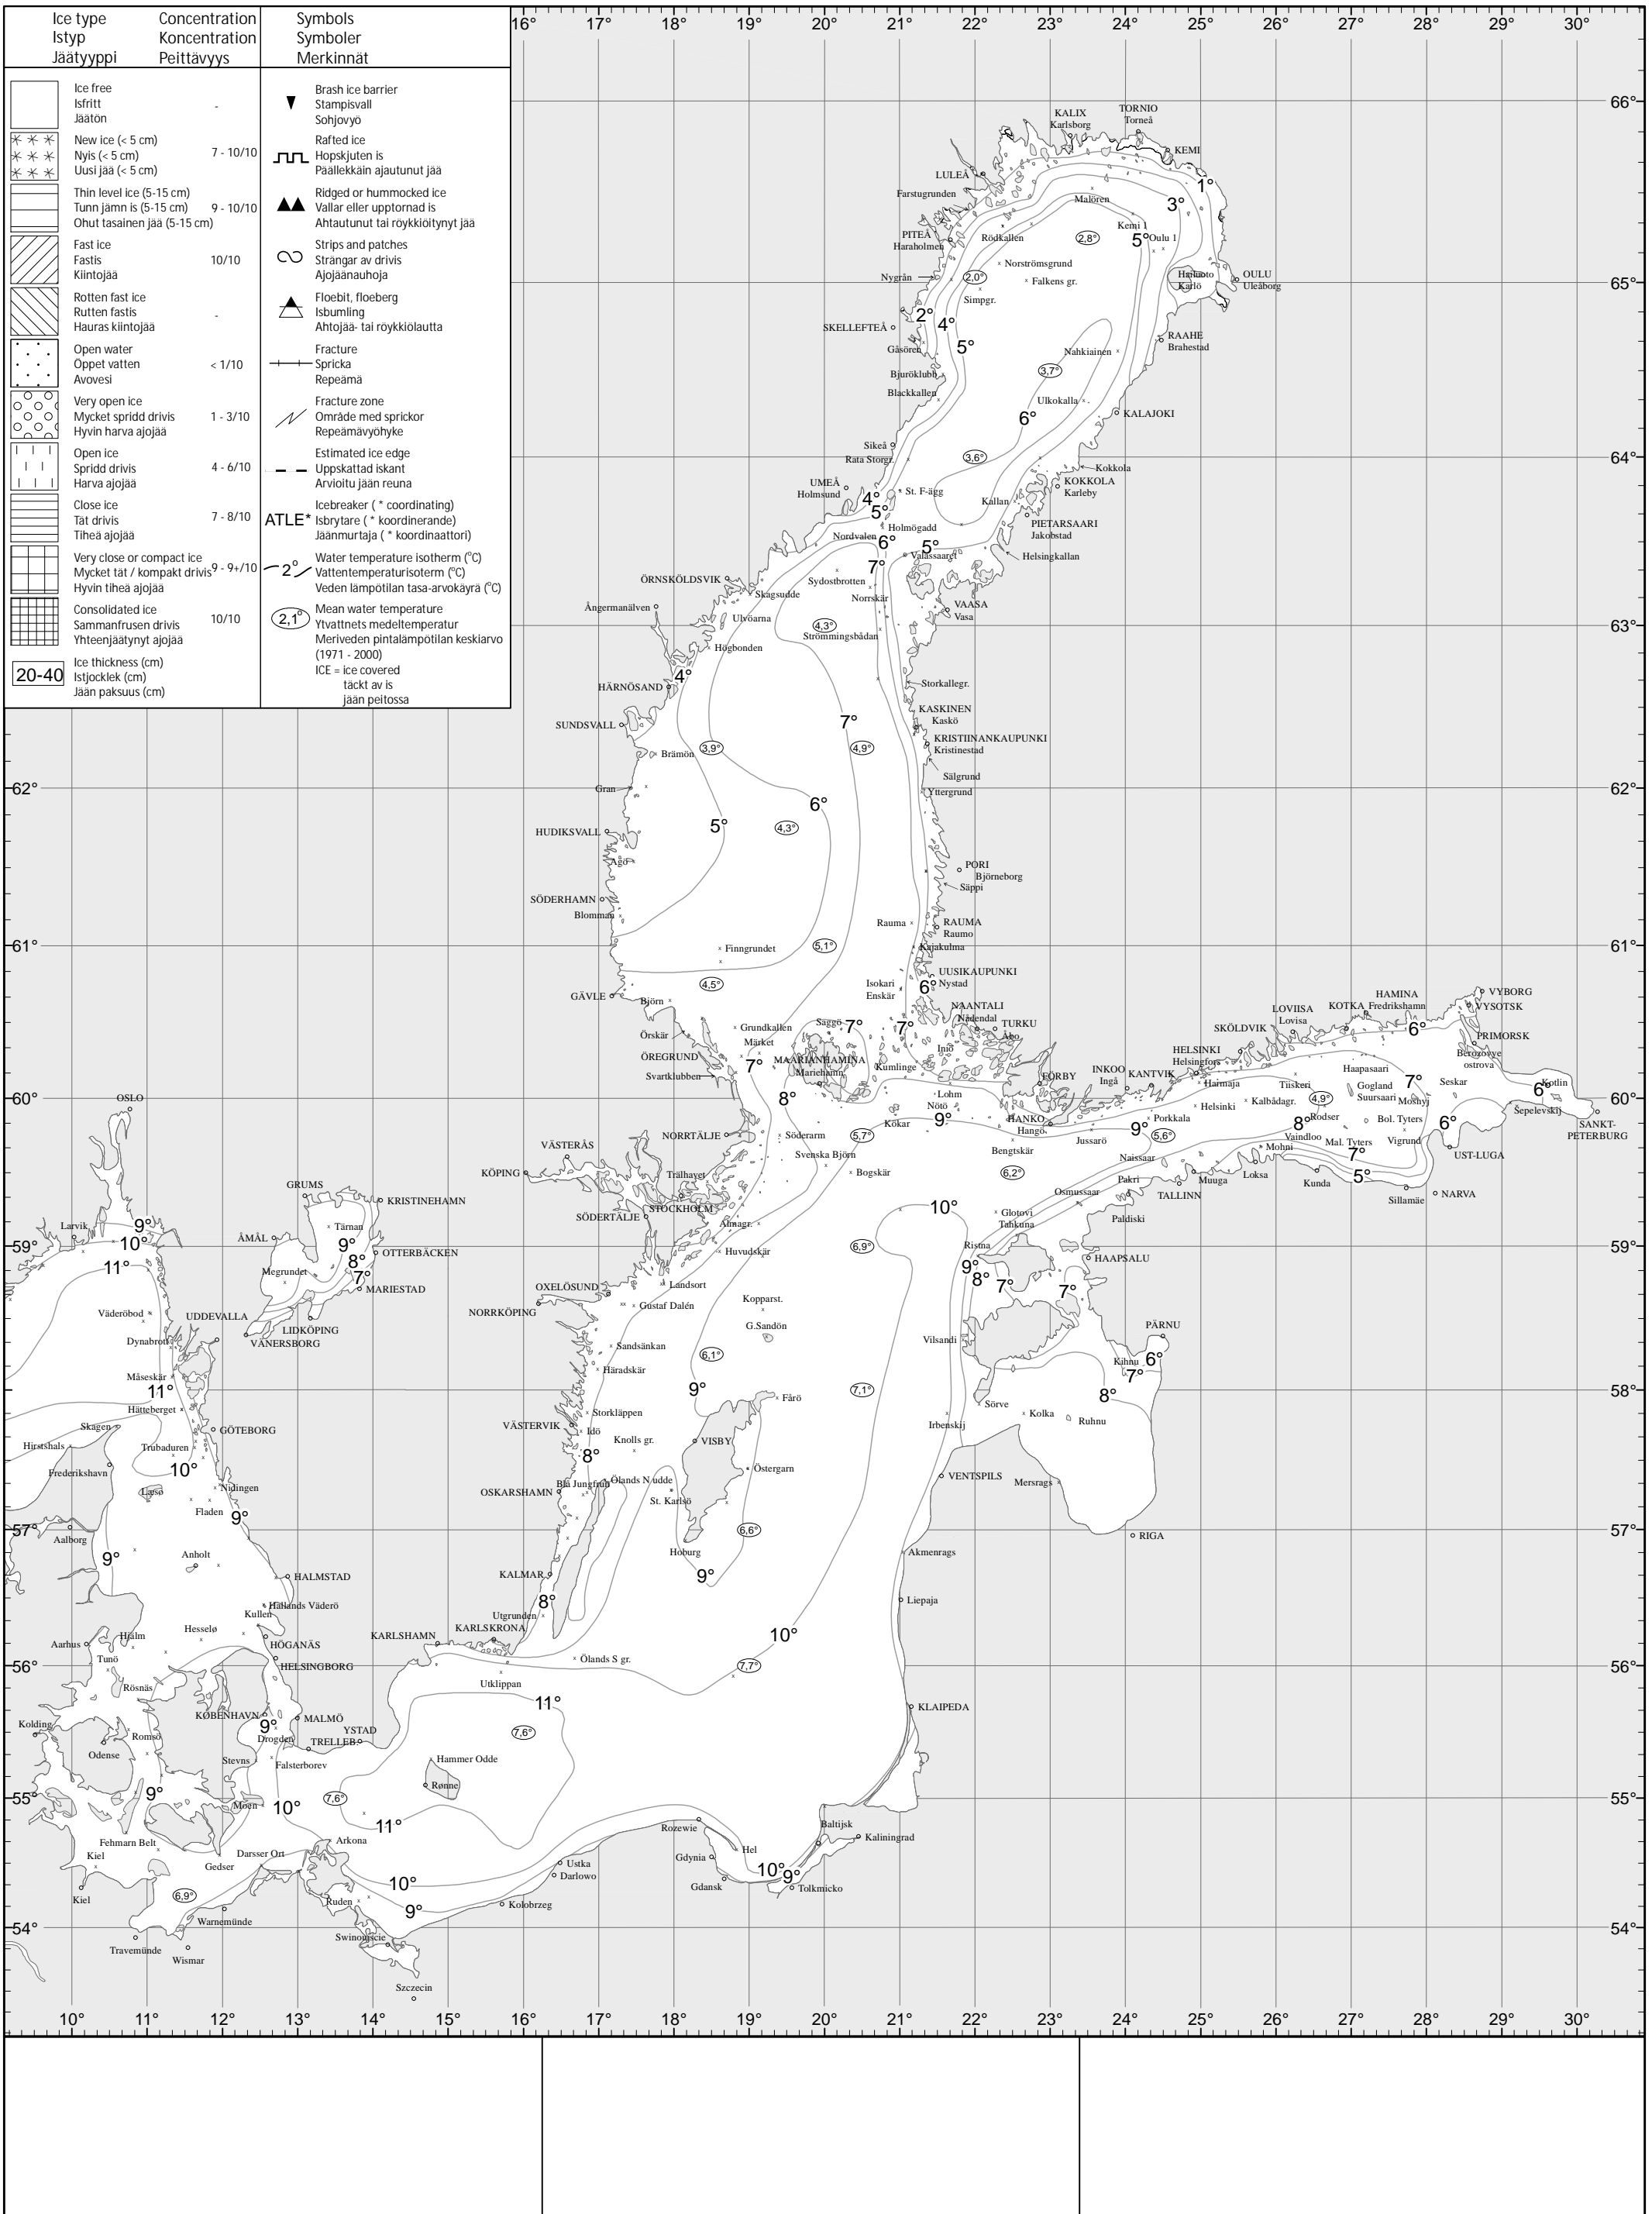 Ice type
Istyp
Jäätyyppi
Concentration
Koncentration
Peittävyys
Symbols
Symboler
Merkinnät
Ice free
Isfritt
Jäätön
-
New ice (< 5 cm)
Nyis (< 5 cm)
Uusi jää (< 5 cm)
7 - 10/10
Thin level ice (5-15 cm)
Tunn jämn is (5-15 cm)
Ohut tasainen jää (5-15 cm)
9 - 10/10
Fast ice
Fastis
Kiintojää
10/10
Rotten fast ice
Rutten fastis
Hauras kiintojää
-
Open water
Öppet vatten
Avovesi
< 1/10
Very open ice
Mycket spridd drivis
Hyvin harva ajojää
1 - 3/10
Open ice
Spridd drivis
Harva ajojää
4 - 6/10
Close ice
Tät drivis
Tiheä ajojää
7 - 8/10
Very close or compact ice
Mycket tät / kompakt drivis
Hyvin tiheä ajojää
9 - 9+/10
Consolidated ice
Sammanfrusen drivis
Yhteenjäätynyt ajojää
10/10
20-40
Ice thickness (cm)
Istjocklek (cm)
Jään paksuus (cm)
Brash ice barrier
Stampisvall
Sohjovyö
Rafted ice
Hopskjuten is
Päällekkäin ajautunut jää
Ridged or hummocked ice
Vallar eller upptornad is
Ahtautunut tai röykkiöitynyt jää
Strips and patches
Strängar av drivis
Ajojäänauhoja
Floebit, floeberg
Isbumling
Ahtojää- tai röykkiölautta
Fracture
Spricka
Repeämä
Fracture zone
Område med sprickor
Repeämävyöhyke
Estimated ice edge
Uppskattad iskant
Arvioitu jään reuna
ATLE*
Icebreaker ( * coordinating)
Isbrytare ( * koordinerande)
Jäänmurtaja ( * koordinaattori)
2°
Water temperature isotherm (°C)
Vattentemperaturisoterm (°C)
Veden lämpötilan tasa-arvokäyrä (°C)
2,1°
Mean water temperature
Ytvattnets medeltemperatur
Meriveden pintalämpötilan keskiarvo
(1971 - 2000)
ICE = ice covered
täckt av is
jään peitossa
16° 17° 18° 19° 20° 21° 22° 23° 24° 25° 26° 27° 28° 29° 30°
66° 66°
KALIX
Karlsborg
TORNIO
Torneå
KEMI
LULEÅ
1°
Farstugrunden
Malören
3°
Kemi 1
PITEÅ
Haraholmen
Rödkallen
2,8°
5°
Oulu 1
Norströmsgrund
Nygrån
2,0°
Falkens gr.
Hailuoto
Karlö
OULU
Uleåborg
65°
Simpgr.
2°
4°
SKELLEFTEÅ
5°
Gåsören
RAAHE
Brahestad
Nahkiainen
Bjuröklubb
3,7°
Blackkallen
Ulkokalla
6°
KALAJOKI
Sikeå
Rata Storgr.
3,6°
64° 64°
Kokkola
KOKKOLA
Karleby
UMEÅ
Holmsund
4°
St. F-ägg
5°
Kallan
PIETARSAARI
Jakobstad
Holmögadd
Nordvalen
6°
5°
Valassaaret
Helsingkallan
7°
ÖRNSKÖLDSVIK
Sydostbrotten
Skagsudde
Norrskär
Ångermanälven
VAASA
Vasa
Ulvöarna
4,3°
63°
Strömmingsbådan
Högbonden
4°
HÄRNÖSAND
Storkallegr.
SUNDSVALL
7°
KASKINEN
Kaskö
3,9°
4,9°
KRISTIINANKAUPUNKI
Kristinestad
Brämön
Sälgrund
62° 62°
Gran
Yttergrund
6°
5°
4,3°
HUDIKSVALL
Agö
PORI
Björneborg
Säppi
SÖDERHAMN
Blomman
Rauma
RAUMA
Raumo
61° 61°
Finngrundet
5,1°
Kajakulma
4,5°
UUSIKAUPUNKI
Nystad
Isokari
Enskär
6°
GÄVLE
Björn
NAANTALI
Nådendal
TURKU
Åbo
Örskär
Grundkallen
Saggö
7°
7°
Märket
ÖREGRUND
MAARIANHAMINA
Mariehamn
Iniö
Kumlinge
Svartklubben
7°
FÖRBY
8°
60° 60°
OSLO
Lohm
Nötö
9°
Kökar
HANKO
Hangö
INKOO
Ingå
KANTVIK
HELSINKI
Helsingfors
SKÖLDVIK
LOVIISA
Lovisa
KOTKA
HAMINA
Fredrikshamn
6°
VYBORG
VYSOTSK
PRIMORSK
Berozovye
ostrova
Harmaja
Tiiskeri
Haapasaari
7°
Gogland
Suursaari
Seskar
Moshyj
Kotlin
6°
Helsinki
Kalbådagr.
4,9°
Rodser
Bol. Tyters
6°
Šepelevskij
SANKT-
PETERBURG
Porkkala
9°
8°
Vaindloo
Vigrund
UST-LUGA
NORRTÄLJE
Söderarm
5,7°
5,6°
Jussarö
Mohni
Mal. Tyters
VÄSTERÅS
Svenska Björn
Bengtskär
Naissaar
7°
KÖPING
Bogskär
6,2°
Pakri
Muuga
Loksa
Kunda
5°
Sillamäe
NARVA
Trälhavet
Osmussaar
TALLINN
GRUMS
KRISTINEHAMN
STOCKHOLM
SÖDERTÄLJE
10°
Glotovi
Tahkuna
Paldiski
Larvik
9°
Tärnan
Almagr.
59° 59°
10°
ÅMÅL
9°
OTTERBÄCKEN
Huvudskär
6,9°
Ristna
HAAPSALU
11°
Megrundet
8°
7°
MARIESTAD
OXELÖSUND
Landsort
9°
8°
7°
7°
NORRKÖPING
Gustaf Dalén
Kopparst.
Väderöbod
UDDEVALLA
LIDKÖPING
VÄNERSBORG
G.Sandön
PÄRNU
Dynabrott
Sandsänkan
Vilsandi
Häradskär
6,1°
Kihnu
6°
Måseskär
7°
58° 58°
11°
9°
Fårö
7,1°
8°
Hätteberget
Storkläppen
Sörve
Kolka
Ruhnu
Skagen
GÖTEBORG
VÄSTERVIK
Idö
Irbenskij
Hirstshals
Trubaduren
Knolls gr.
VISBY
10°
8°
Frederikshavn
Östergarn
VENTSPILS
Mersrags
Læsø
Nidingen
Blå Jungfrun
Ölands N udde
OSKARSHAMN
St. Karlsö
Fladen
9°
57° 57°
Aalborg
6,6°
RIGA
9°
Anholt
Hoburg
Akmenrags
HALMSTAD
KALMAR
9°
Hallands Väderö
8°
Liepaja
Kullen
Utgrunden
Hesselø
Hjälm
KARLSHAMN
KARLSKRONA
10°
Aarhus
HÖGANÄS
Tunö
HELSINGBORG
Ölands S gr.
7,7°
56° 56°
Rösnäs
Utklippan
11°
KØBENHAVN
MALMÖ
KLAIPEDA
Kolding
9°
Drogden
YSTAD
7,6°
Romsö
TRELLEB.
Odense
Stevns
Falsterborev
Hammer Odde
9°
Rønne
7,6°
55° 55°
Moen
10°
11°
Rozewie
Baltijsk
Kaliningrad
Fehmarn Belt
Arkona
Hel
Kiel
Darsser Ort
Gdynia
Gedser
Ustka
10°
9°
Kiel
6,9°
10°
Darlowo
Gdansk
Tolkmicko
Ruden
9°
Kolobrzeg
Warnemünde
54° 54°
Travemünde
Swinoujscie
Wismar
Szczecin
10° 11° 12° 13° 14° 15° 16° 17° 18° 19° 20° 21° 22° 23° 24° 25° 26° 27° 28° 29° 30°